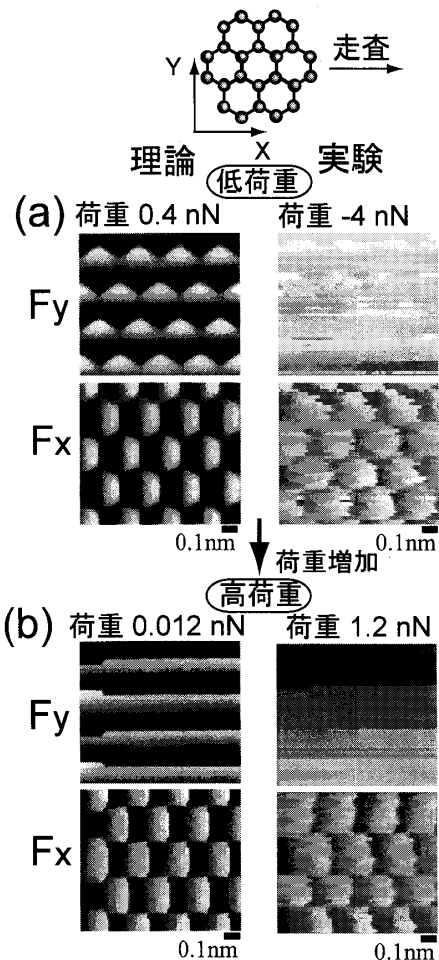 Y
走査
X
理論
実験
低荷重
(a)
荷重 0.4 nN
荷重 -4 nN
Fy
Fx
0.1nm
0.1nm
荷重増加
高荷重
(b)
荷重 0.012 nN
荷重 1.2 nN
Fy
Fx
0.1nm
0.1nm